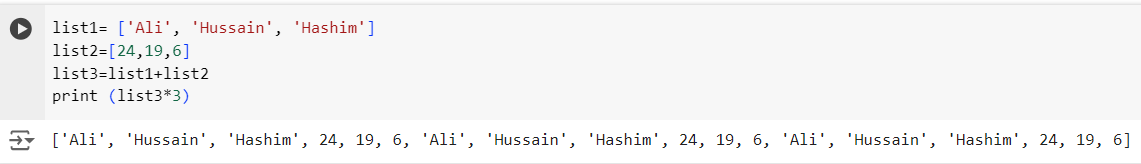 list1= ['Ali', 'Hussain', 'Hashim']
list2=[24,19,6]
list3=list1+list2
print (list3*3)
['Ali', 'Hussain', 'Hashim', 24, 19, 6, 'Ali', 'Hussain', 'Hashim', 24, 19, 6, 'Ali', 'Hussain', 'Hashim', 24, 19, 6]